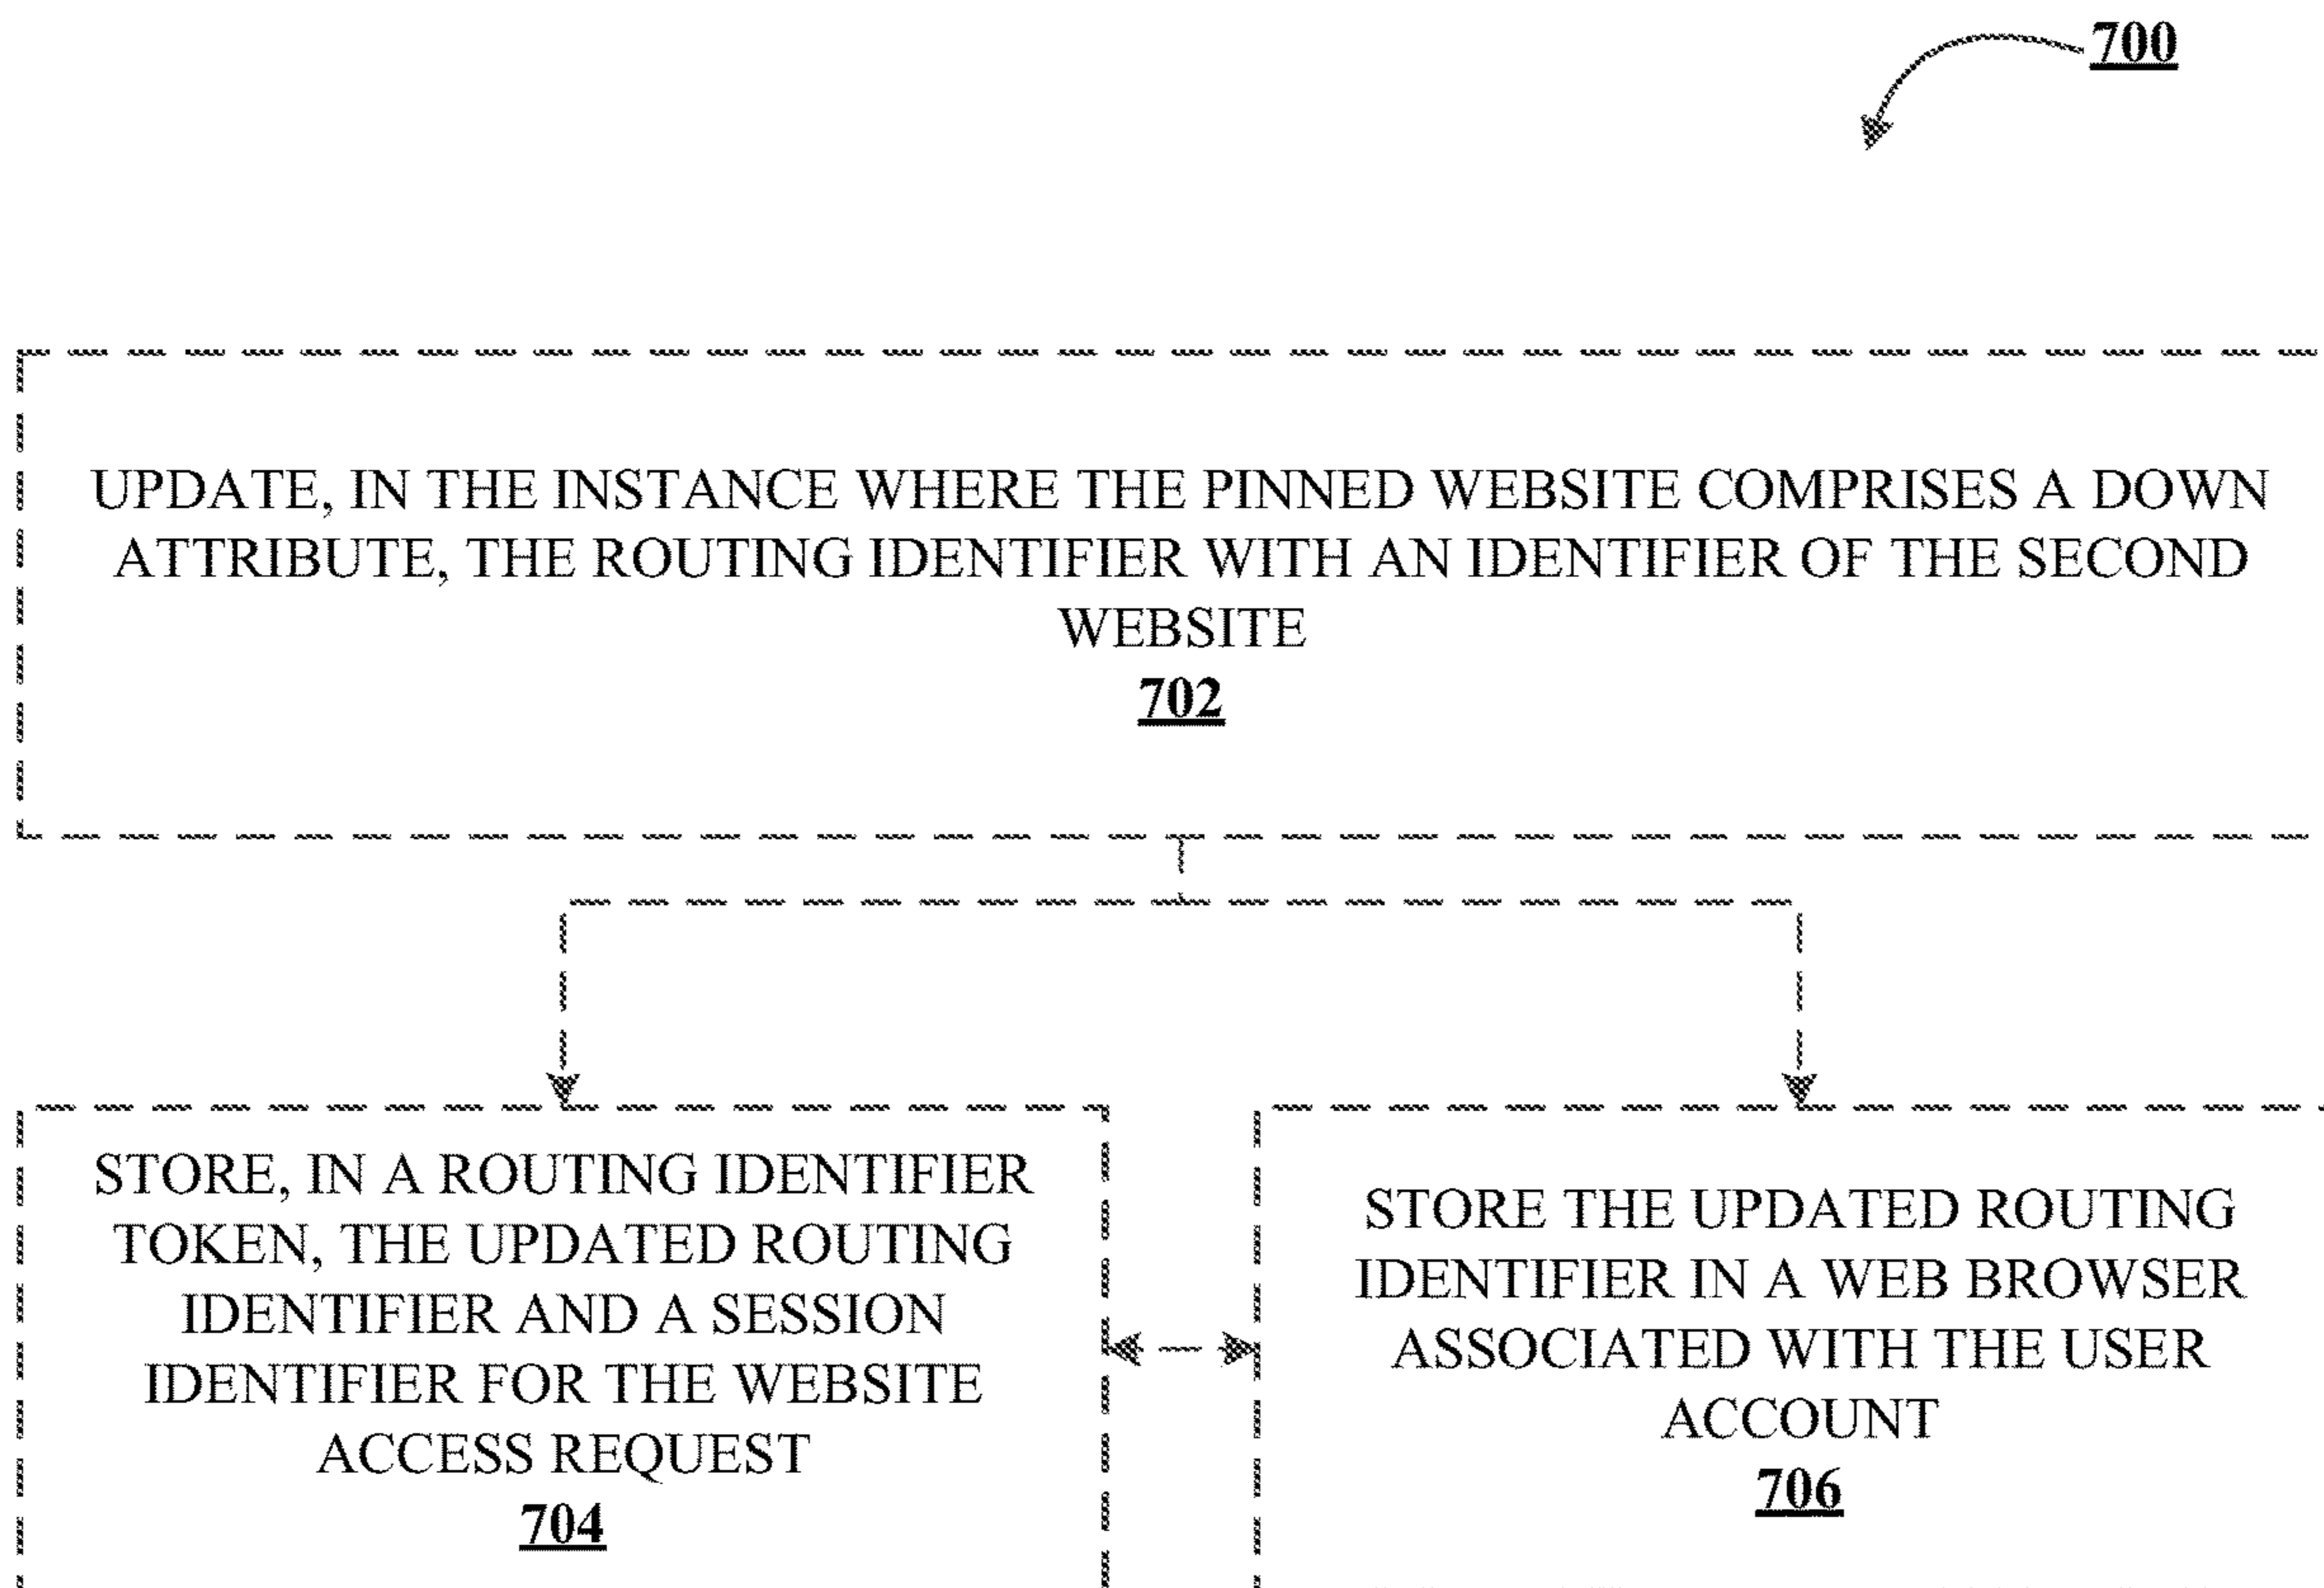 700
UPDATE, IN THE INSTANCE WHERE THE PINNED WEBSITE COMPRISES A DOWN
ATTRIBUTE, THE ROUTING IDENTIFIER WITH AN IDENTIFIER OF THE SECOND
WEBSITE
702
STORE, IN A ROUTING IDENTIFIER
TOKEN, THE UPDATED ROUTING
IDENTIFIER AND A SESSION
IDENTIFIER FOR THE WEBSITE
ACCESS REQUEST
704
STORE THE UPDATED ROUTING
IDENTIFIER IN A WEB BROWSER
ASSOCIATED WITH THE USER
ACCOUNT
706